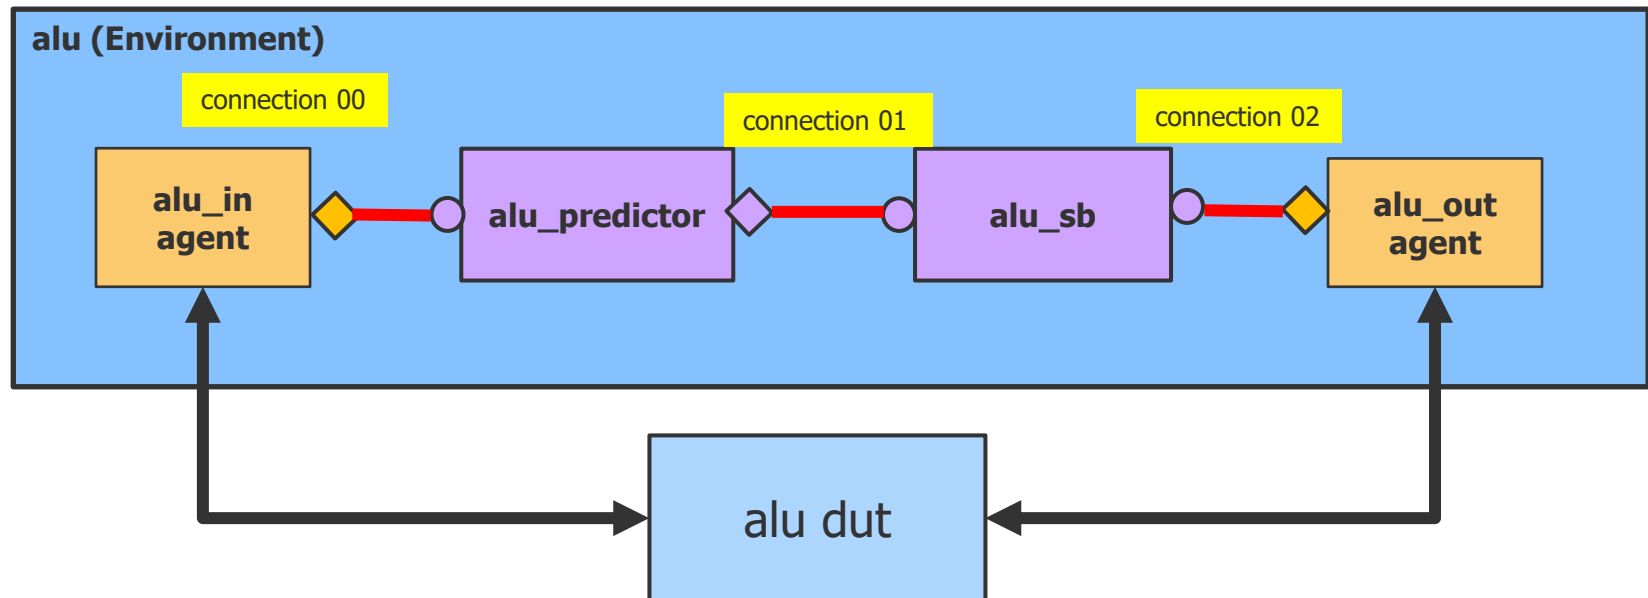 alu (Environment)
connection 00
connection 01
connection 02
alu_in
agent
alu_predictor
alu_sb
alu_out
agent
alu dut